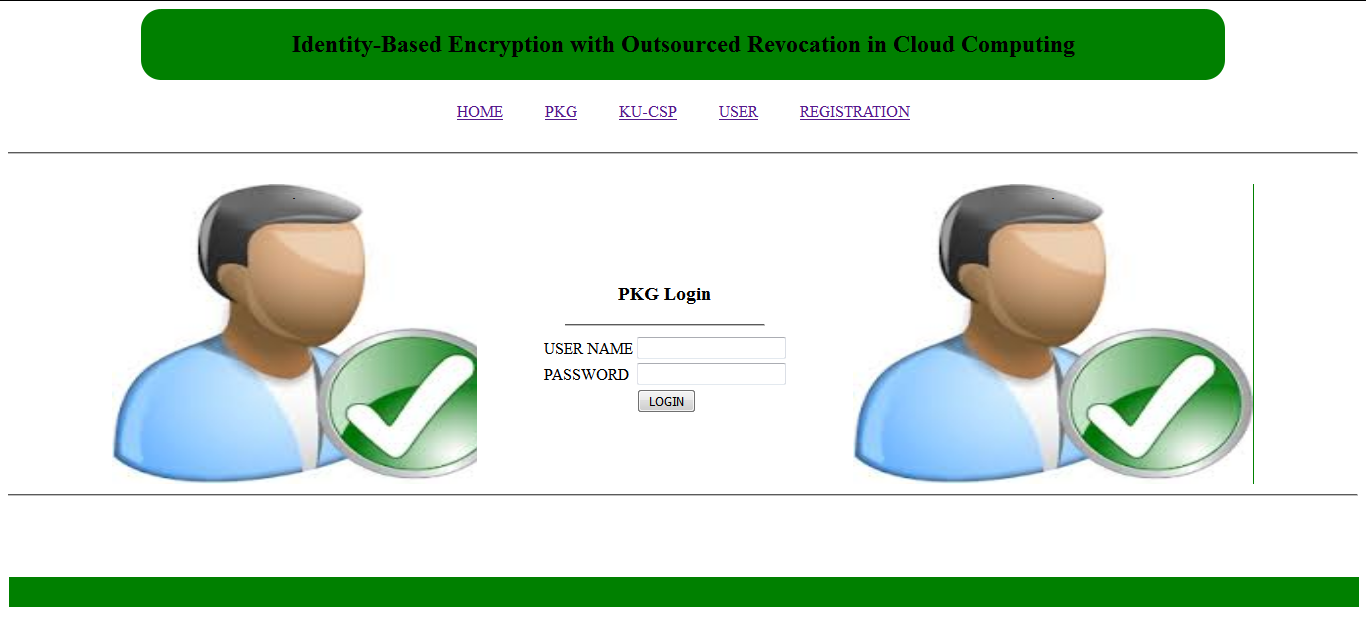 Identity-Based Encryption with Outsourced Revocation in Cloud Computing
HOME PKG KU-CSP USER REGISTRATION
PKG Login
USER NAME
PASSWORD
LOGIN